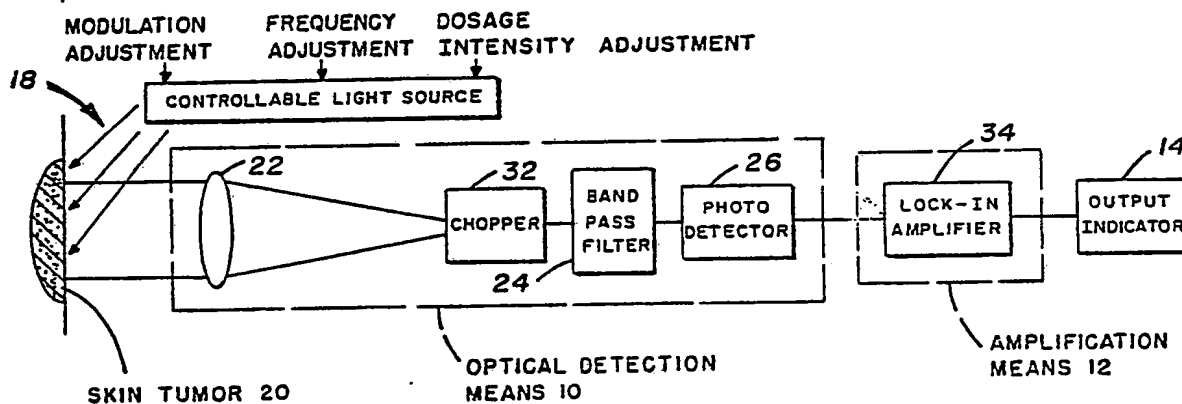 MODULATION ADJUSTMENT
FREQUENCY ADJUSTMENT
DOSAGE INTENSITY ADJUSTMENT
18
CONTROLLABLE LIGHT SOURCE
22
32
CHOPPER
BAND
PASS
FILTER
24
26
PHOTO
DETECTOR
34
LOCK-IN
AMPLIFIER
14
OUTPUT
INDICATOR
SKIN TUMOR 20
OPTICAL DETECTION
MEANS 10
AMPLIFICATION
MEANS 12